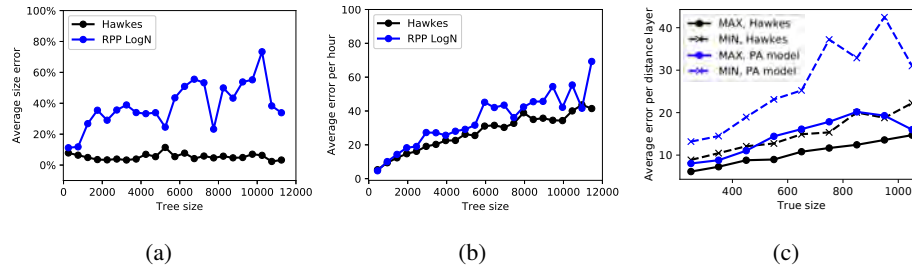 100%
80%
60%
40%
20%
0%
Average size error
Hawkes
RPP LogN
0 2000 4000 6000 8000 10000 12000
Tree size
(a)
100
80
60
40
20
0
Average error per hour
Hawkes
RPP LogN
0 2000 4000 6000 8000 10000 12000
Tree size
(b)
40
30
20
10
Average error per distance layer
MAX, Hawkes
MIN, Hawkes
MAX, PA model
MIN, PA model
400 600 800 1000
True size
(c)